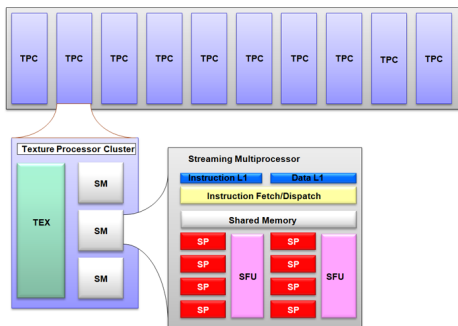 TPC TPC TPC TPC TPC TPC TPC TPC TPC TPC
Texture Processor Cluster
TEX
SM
SM
SM
Streaming Multiprocessor
Instruction L1 Data L1
Instruction Fetch/Dispatch
Shared Memory
SP SP
SP SP
SFU SFU
SP SP
SP SP